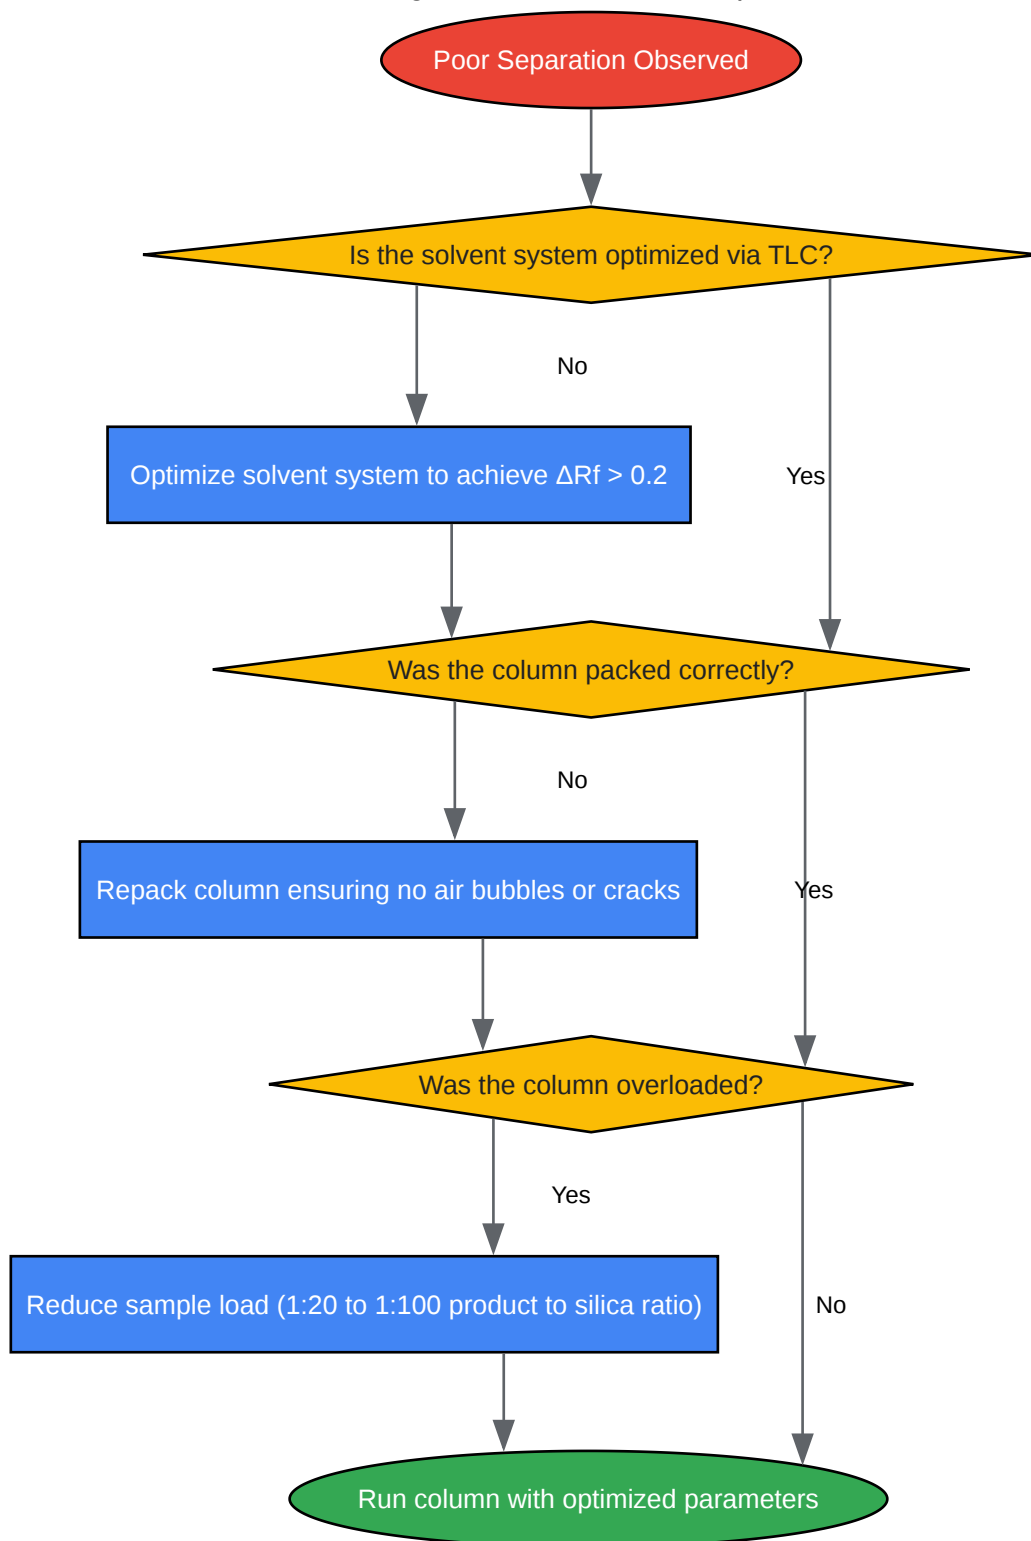 Poor Separation Observed
Is the solvent system optimized via TLC?
No
Optimize solvent system to achieve ΔRf > 0.2
Yes
Was the column packed correctly?
No
Repack column ensuring no air bubbles or cracks
Yes
Was the column overloaded?
Yes
Reduce sample load (1:20 to 1:100 product to silica ratio)
No
Run column with optimized parameters